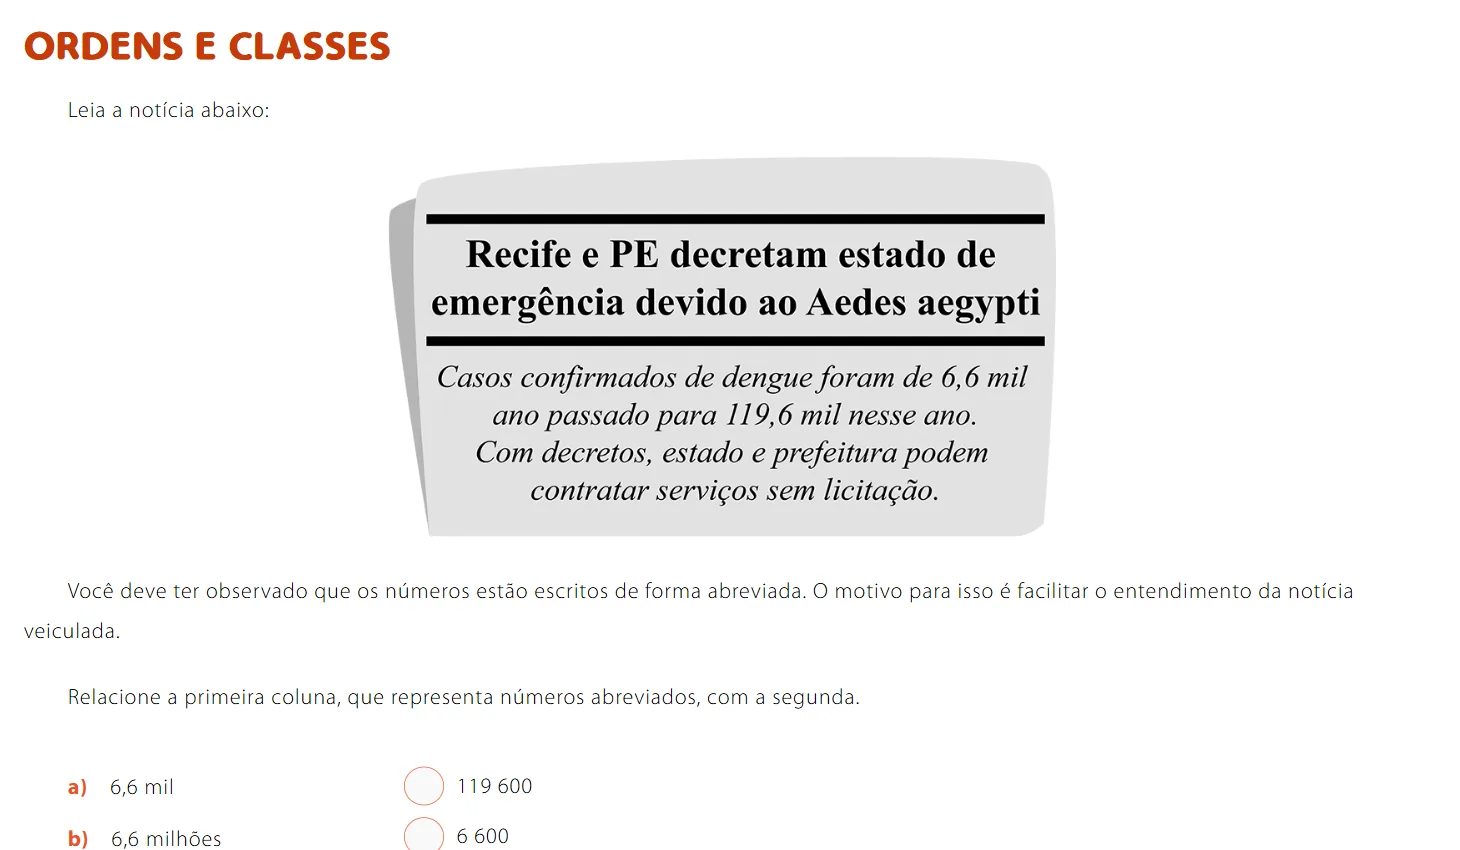 ORDENS E CLASSES
Leia a notícia abaixo:
Recife e PE decretam estado de
emergência devido ao Aedes aegypti
Casos confirmados de dengue foram de 6,6 mil
ano passado para 119,6 mil nesse ano.
Com decretos, estado e prefeitura podem
contratar serviços sem licitação.
Você deve ter observado que os números estão escritos de forma abreviada. O motivo para isso é facilitar o entendimento da notícia
veiculada.
Relacione a primeira coluna, que representa números abreviados, com a segunda.
a) 6,6 mil 119 600
b) 6,6 milhões 6 600